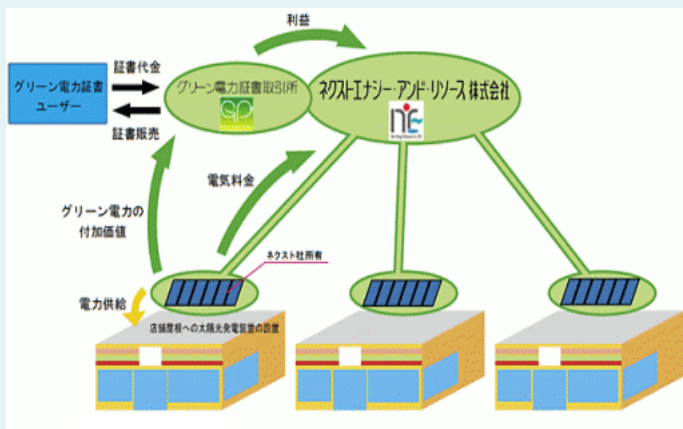 利益
証書代金
グリーン電力証書
ユーザー
グリーン電力証書取引所
ネクストエナジー・アンド・リソース株式会社
証書販売
電気料金
グリーン電力の
付加価値
ネクスト社所有
電力供給
店舗屋根への太陽光発電装置の設置